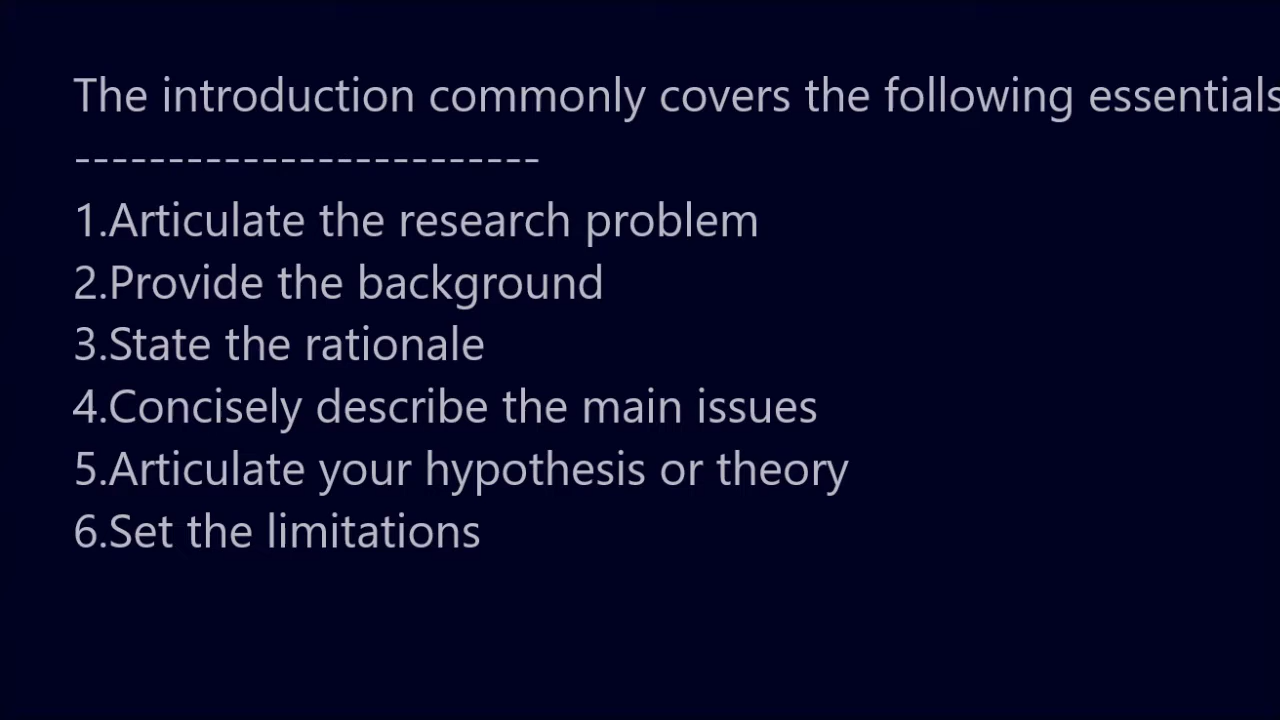 The introduction commonly covers the following essentials
-------------------------
1.Articulate the research problem
2.Provide the background
3.State the rationale
4.Concisely describe the main issues
5.Articulate your hypothesis or theory
6.Set the limitations